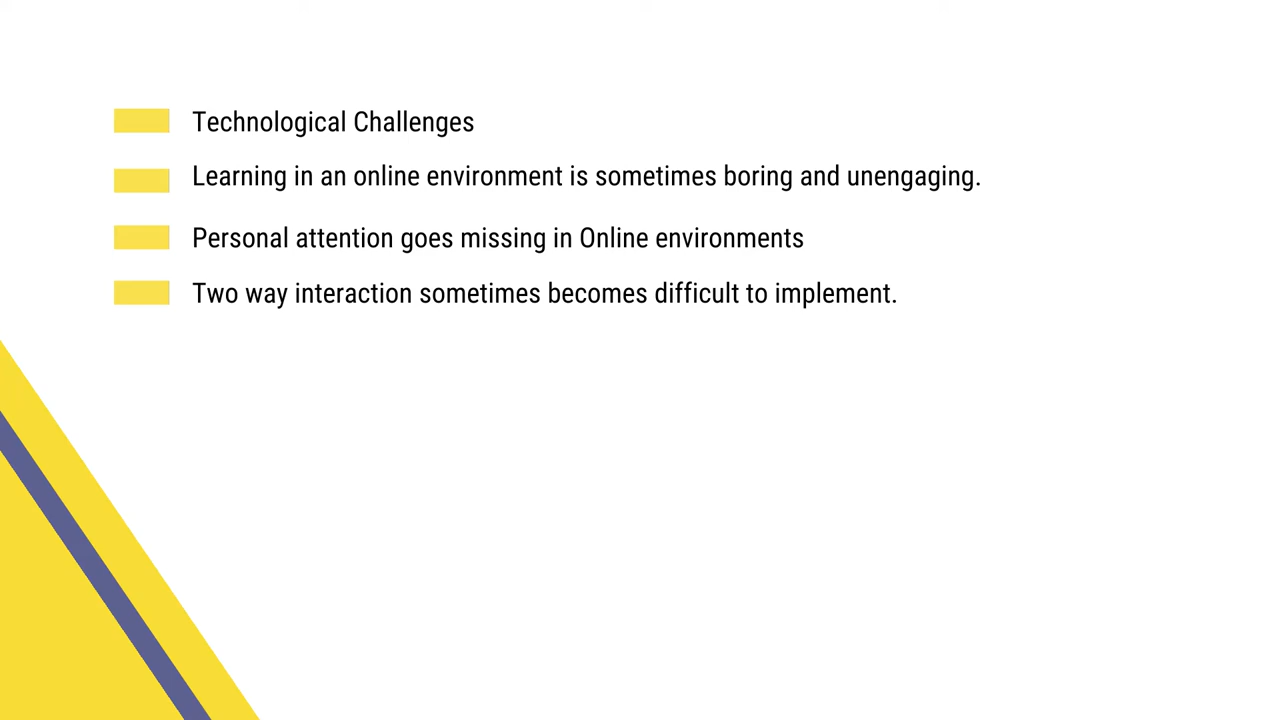 Technological Challenges
Learning in an online environment is sometimes boring and unengaging.
Personal attention goes missing in Online environments
Two way interaction sometimes becomes difficult to implement.